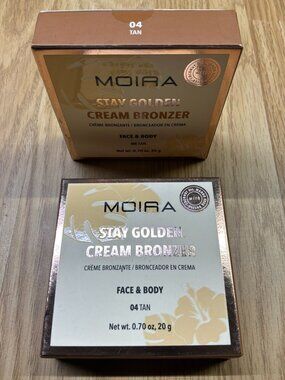 04
TAN
MOIRA
STAY GOLDEN
CREAM BRONZER
CRÈME BRONZANTE / BRONCEADOR EN CREMA
FACE & BODY
04 TAN
Net wt. 0.70 oz, 20 g
MOIRA
STAY GOLDEN
CREAM BRONZER
CRÈME BRONZANTE / BRONCEADOR EN CREMA
FACE & BODY
04 TAN
Net wt. 0.70 oz, 20 g